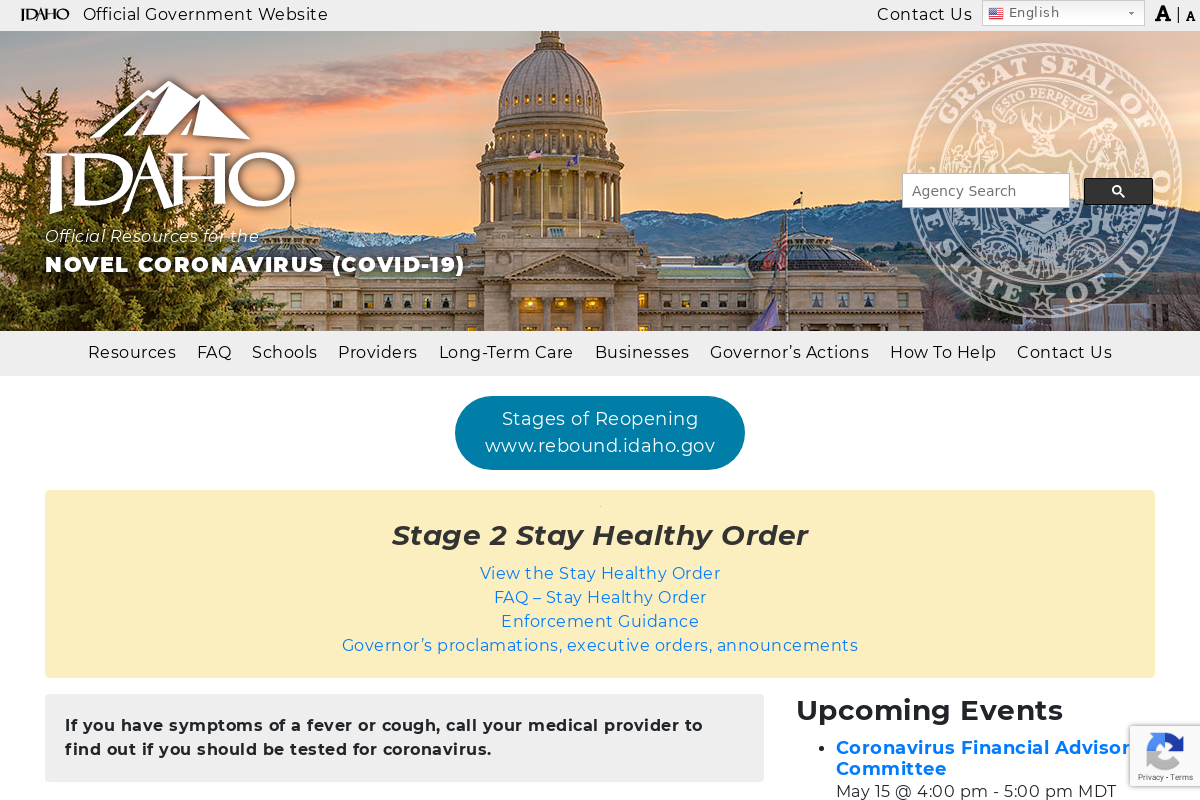 IDAHO Official Government Website
Contact Us
English
A | A
IDAHO
Official Resources for the
NOVEL CORONAVIRUS (COVID-19)
GREAT SEAL OF
ESTO PERPETUA
THE STATE OF IDAHO
Agency Search
Resources FAQ Schools Providers Long-Term Care Businesses Governor’s Actions How To Help Contact Us
Stages of Reopening
www.rebound.idaho.gov
Stage 2 Stay Healthy Order
View the Stay Healthy Order
FAQ – Stay Healthy Order
Enforcement Guidance
Governor’s proclamations, executive orders, announcements
If you have symptoms of a fever or cough, call your medical provider to
find out if you should be tested for coronavirus.
Upcoming Events
Coronavirus Financial Advisor
Committee
May 15 @ 4:00 pm - 5:00 pm MDT
Privacy - Terms